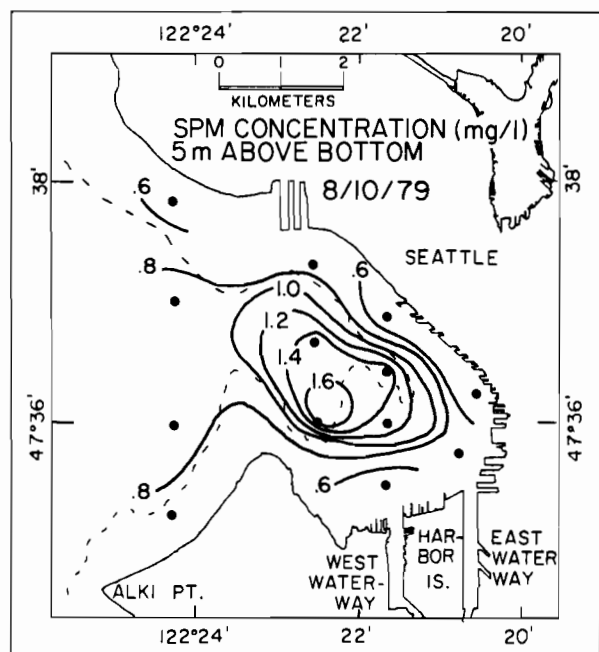 122°24'
22'
20'
0
2
KILOMETERS
SPM CONCENTRATION (mg/l)
5m ABOVE BOTTOM
8/10/79
38'
38'
.6
SEATTLE
.8
.6
1.0
1.2
1.4
1.6
47°36'
47°36'
.8
.6
WEST
WATER-
WAY
HAR-
BOR
IS.
EAST
WATER
WAY
ALKI PT.
122°24'
22'
20'